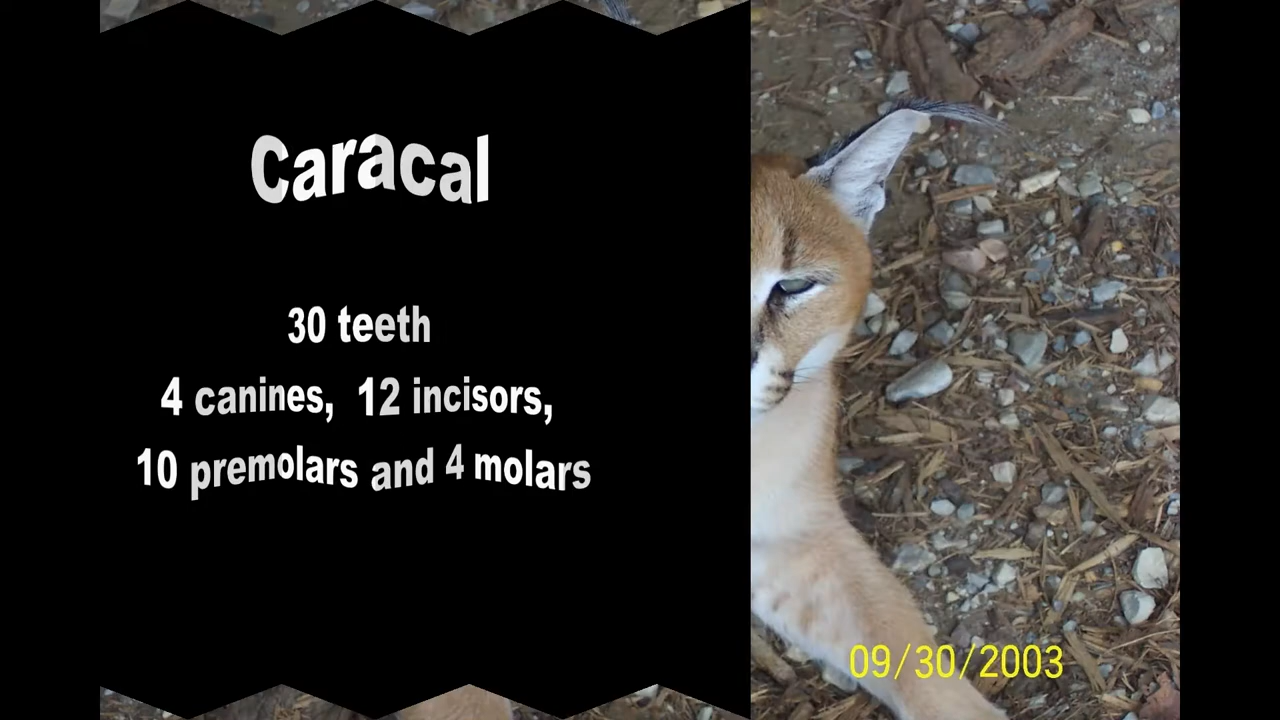 Caracal
30 teeth
4 canines, 12 incisors,
10 premolars and 4 molars
09/30/2003